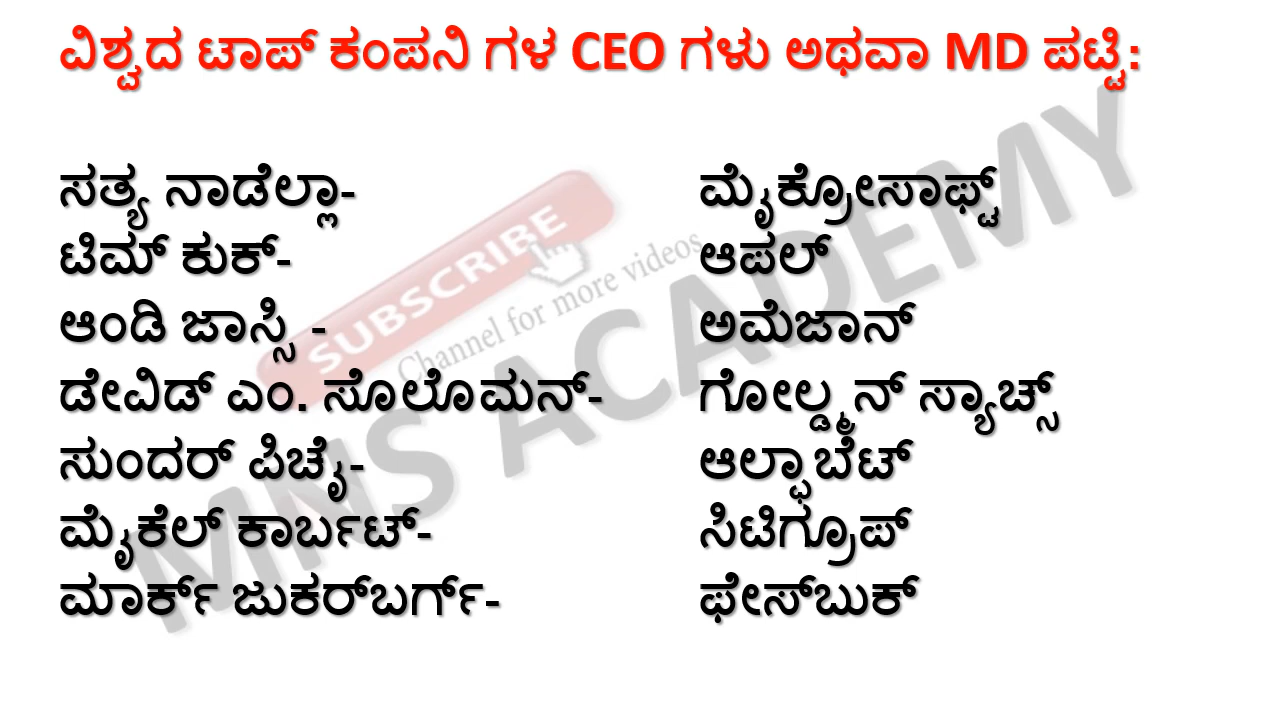 ವಿಶ್ವದ ಟಾಪ್ ಕಂಪನಿ ಗಳ CEO ಗಳು ಅಥವಾ MD ಪಟ್ಟಿ:
ಸತ್ಯ ನಾಡೆಲ್ಲಾ- ಮೈಕ್ರೋಸಾಫ್ಟ್
ಟಿಮ್ ಕುಕ್- ಆಪಲ್
ಆಂಡಿ ಜಾಸ್ಸಿ - ಅಮೆಜಾನ್
ಡೇವಿಡ್ ಎಂ. ಸೊಲೊಮನ್- ಗೋಲ್ಡ್ಮನ್ ಸ್ಯಾಚ್ಸ್
ಸುಂದರ್ ಪಿಚೈ- ಆಲ್ಫಾಬೆಟ್
ಮೈಕೆಲ್ ಕಾರ್ಬಟ್- ಸಿಟಿಗ್ರೂಪ್
ಮಾರ್ಕ್ ಜುಕರ್‌ಬರ್ಗ್- ಫೇಸ್‌ಬುಕ್
SUBSCRIBE
Channel for more videos
MNS ACADEMY